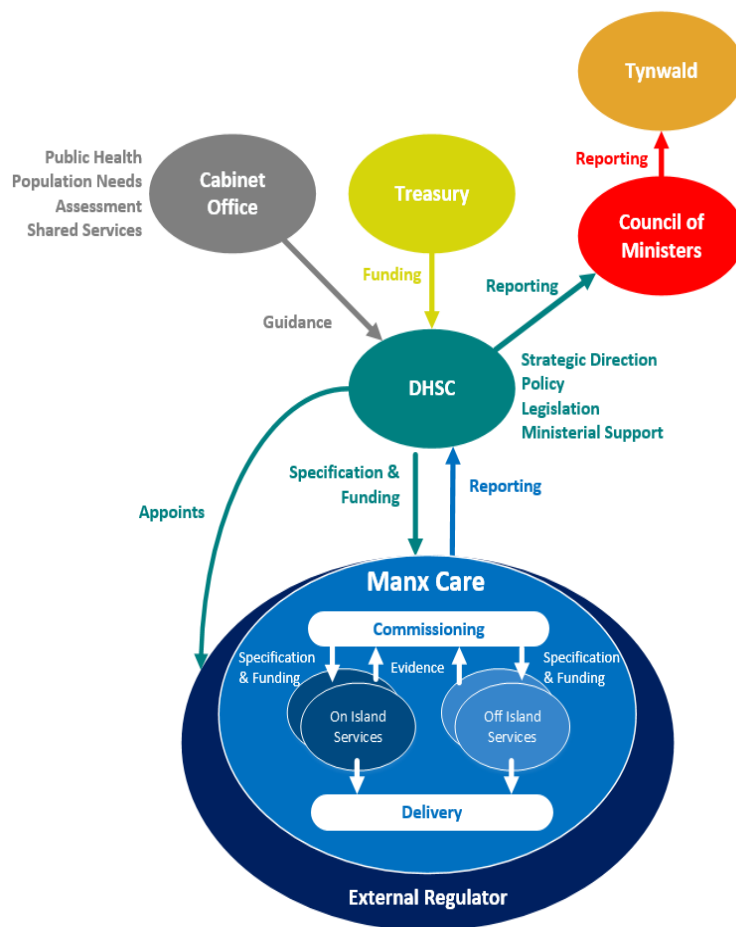 Tynwald
Public Health
Population Needs
Assessment
Shared Services
Cabinet
Office
Treasury
Reporting
Council of
Ministers
Funding
Reporting
Guidance
DHSC
Strategic Direction
Policy
Legislation
Ministerial Support
Specification &
Funding
Reporting
Appoints
Manx Care
Commissioning
Specification
& Funding
Evidence
Specification
& Funding
On Island
Services
Off Island
Services
Delivery
External Regulator